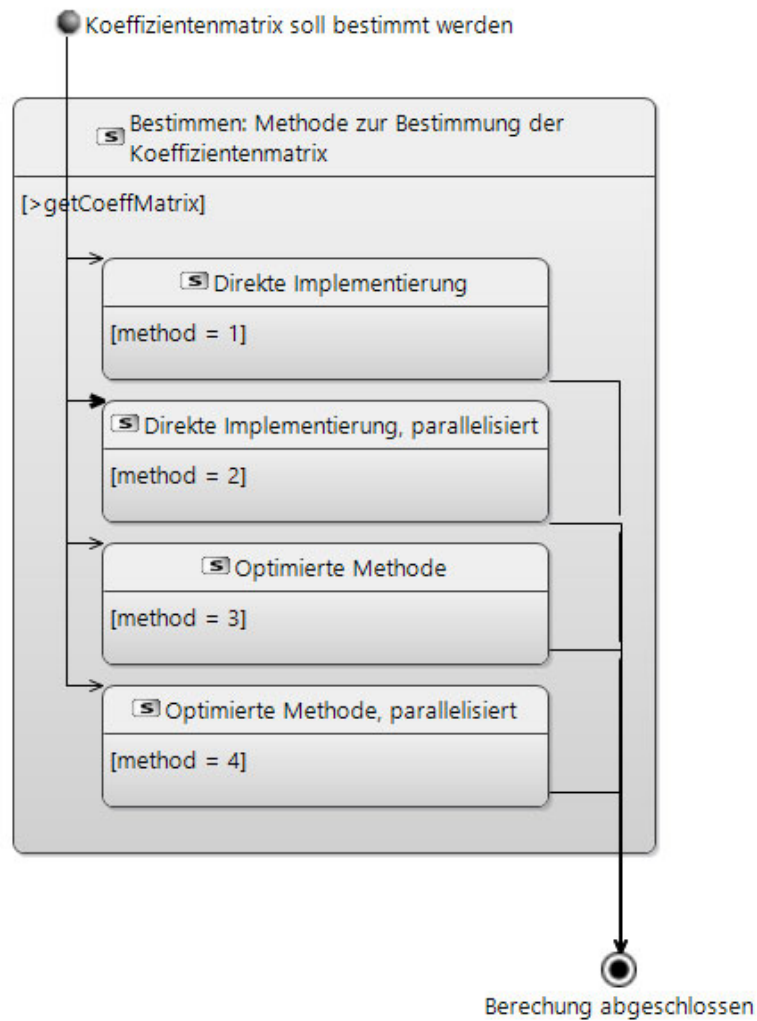 Koeffizientenmatrix soll bestimmt werden
S Bestimmen: Methode zur Bestimmung der
Koeffizientenmatrix
[>getCoeffMatrix]
S Direkte Implementierung
[method = 1]
S Direkte Implementierung, parallelisiert
[method = 2]
S Optimierte Methode
[method = 3]
S Optimierte Methode, parallelisiert
[method = 4]
Berechung abgeschlossen